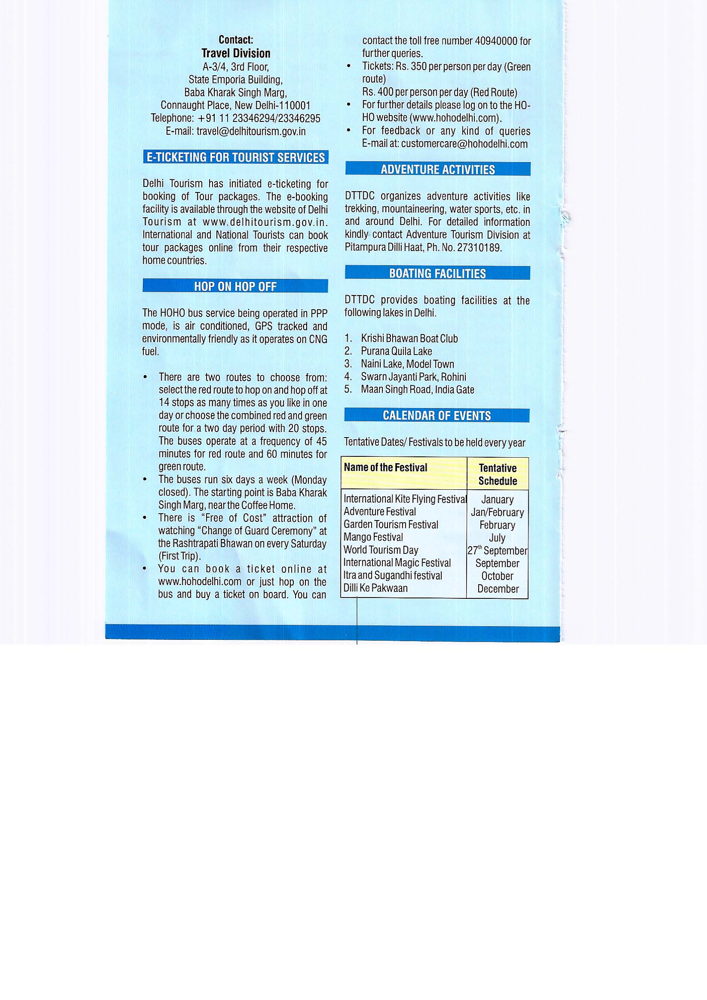 Contact:
Travel Division
A-3/4, 3rd Floor,
State Emporia Building,
Baba Kharak Singh Marg,
Connaught Place, New Delhi-110001
Telephone: +91 11 23346294/23346295
E-mail: travel@delhitourism.gov.in
E-TICKETING FOR TOURIST SERVICES
Delhi Tourism has initiated e-ticketing for
booking of Tour packages. The e-booking
facility is available through the website of Delhi
Tourism at www.delhitourism.gov.in.
International and National Tourists can book
tour packages online from their respective
home countries.
HOP ON HOP OFF
The HOHO bus service being operated in PPP
mode, is air conditioned, GPS tracked and
environmentally friendly as it operates on CNG
fuel.
• There are two routes to choose from:
select the red route to hop on and hop off at
14 stops as many times as you like in one
day or choose the combined red and green
route for a two day period with 20 stops.
The buses operate at a frequency of 45
minutes for red route and 60 minutes for
green route.
• The buses run six days a week (Monday
closed). The starting point is Baba Kharak
Singh Marg, near the Coffee Home.
• There is “Free of Cost” attraction of
watching “Change of Guard Ceremony” at
the Rashtrapati Bhawan on every Saturday
(First Trip).
• You can book a ticket online at
www.hohodelhi.com or just hop on the
bus and buy a ticket on board. You can
contact the toll free number 40940000 for
further queries.
• Tickets: Rs. 350 per person per day (Green
route)
Rs. 400 per person per day (Red Route)
• For further details please log on to the HO-
HO website (www.hohodelhi.com).
• For feedback or any kind of queries
E-mail at: customercare@hohodelhi.com
ADVENTURE ACTIVITIES
DTTDC organizes adventure activities like
trekking, mountaineering, water sports, etc. in
and around Delhi. For detailed information
kindly contact Adventure Tourism Division at
Pitampura Dilli Haat, Ph. No. 27310189.
BOATING FACILITIES
DTTDC provides boating facilities at the
following lakes in Delhi.
1. Krishi Bhawan Boat Club
2. Purana Quila Lake
3. Naini Lake, Model Town
4. Swarn Jayanti Park, Rohini
5. Maan Singh Road, India Gate
CALENDAR OF EVENTS
Tentative Dates/ Festivals to be held every year
Name of the Festival Tentative
Schedule
International Kite Flying Festival January
Adventure Festival Jan/February
Garden Tourism Festival February
Mango Festival July
World Tourism Day 27th September
International Magic Festival September
Itra and Sugandhi festival October
Dilli Ke Pakwaan December